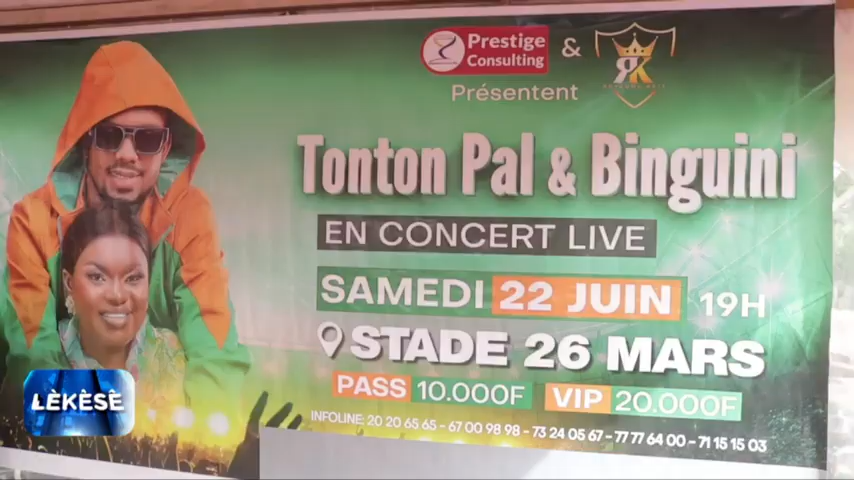 Prestige
Consulting
&
RK
Présentent
Tonton Pal & Binguini
EN CONCERT LIVE
SAMEDI 22 JUIN 19H
STADE 26 MARS
PASS 10.000F VIP 20.000F
INFOLINE: 20 20 65 65 - 67 00 98 98 - 73 24 05 67 - 77 77 64 00 - 71 15 15 03
LÈKÈSÊ